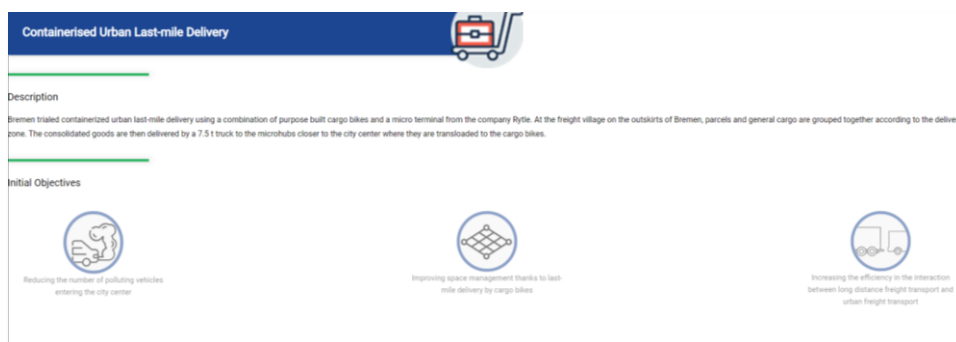 Containerised Urban Last-mile Delivery
Description
Bremen trialed containerized urban last-mile delivery using a combination of purpose built cargo bikes and a micro terminal from the company Rytle. At the freight village on the outskirts of Bremen, parcels and general cargo are grouped together according to the delive
zone. The consolidated goods are then delivered by a 7.5 t truck to the microhubs closer to the city center where they are transloaded to the cargo bikes.
Initial Objectives
Reducing the number of polluting vehicles
entering the city center
Improving space management thanks to last-
mile delivery by cargo bikes
Increasing the efficiency in the interaction
between long distance freight transport and
urban freight transport